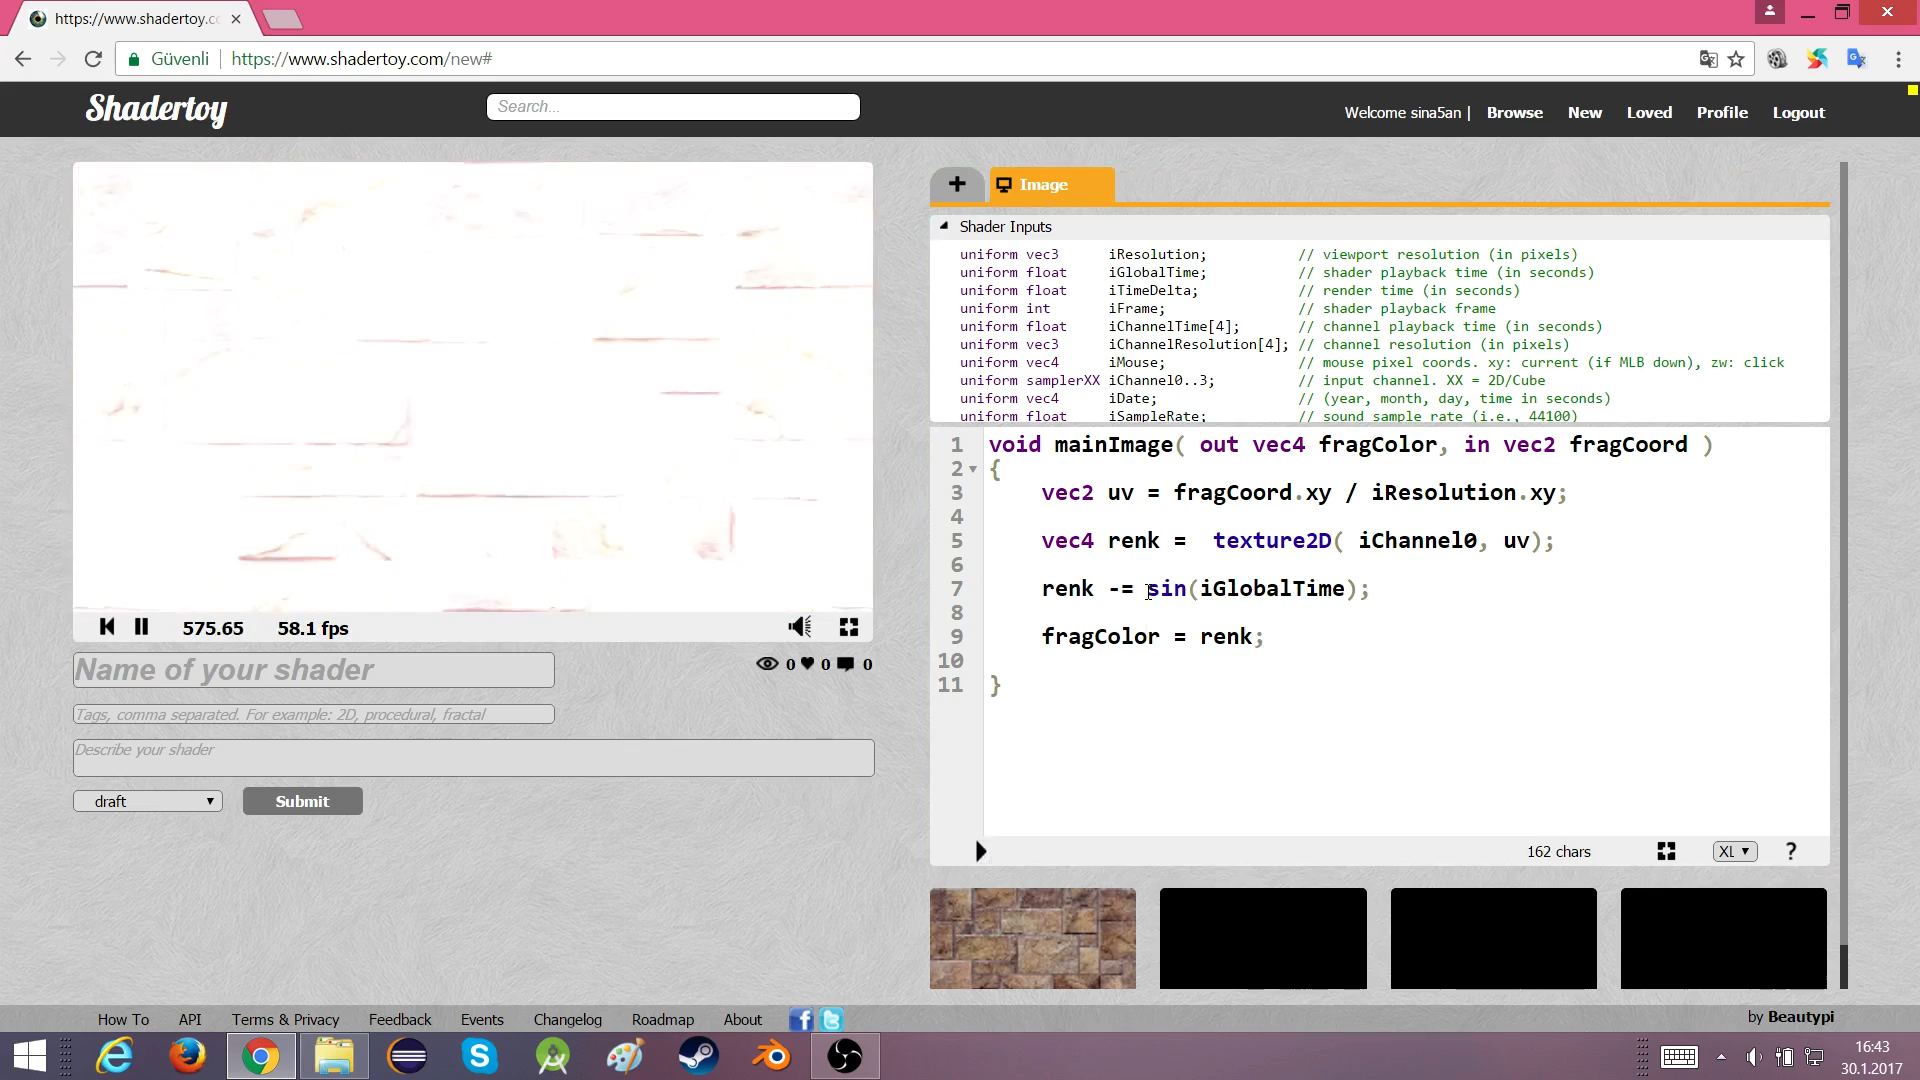 https://www.shadertoy.co
Güvenli https://www.shadertoy.com/new#
Shadertoy
Search...
Welcome sina5an | Browse New Loved Profile Logout
Image
Shader Inputs
uniform vec3 iResolution; // viewport resolution (in pixels)
uniform float iGlobalTime; // shader playback time (in seconds)
uniform float iTimeDelta; // render time (in seconds)
uniform int iFrame; // shader playback frame
uniform float iChannelTime[4]; // channel playback time (in seconds)
uniform vec3 iChannelResolution[4]; // channel resolution (in pixels)
uniform vec4 iMouse; // mouse pixel coords. xy: current (if MLB down), zw: click
uniform samplerXX iChannel0..3; // input channel. XX = 2D/Cube
uniform vec4 iDate; // (year, month, day, time in seconds)
uniform float iSampleRate; // sound sample rate (i.e., 44100)
1 void mainImage( out vec4 fragColor, in vec2 fragCoord )
2 {
3 vec2 uv = fragCoord.xy / iResolution.xy;
4
5 vec4 renk = texture2D( iChannel0, uv);
6
7 renk -= sin(iGlobalTime);
8
9 fragColor = renk;
10
11 }
575.65 58.1 fps
Name of your shader
0 0 0
Tags, comma separated. For example: 2D, procedural, fractal
Describe your shader
draft Submit
162 chars XL ?
How To API Terms & Privacy Feedback Events Changelog Roadmap About
by Beautypi
16:43
30.1.2017